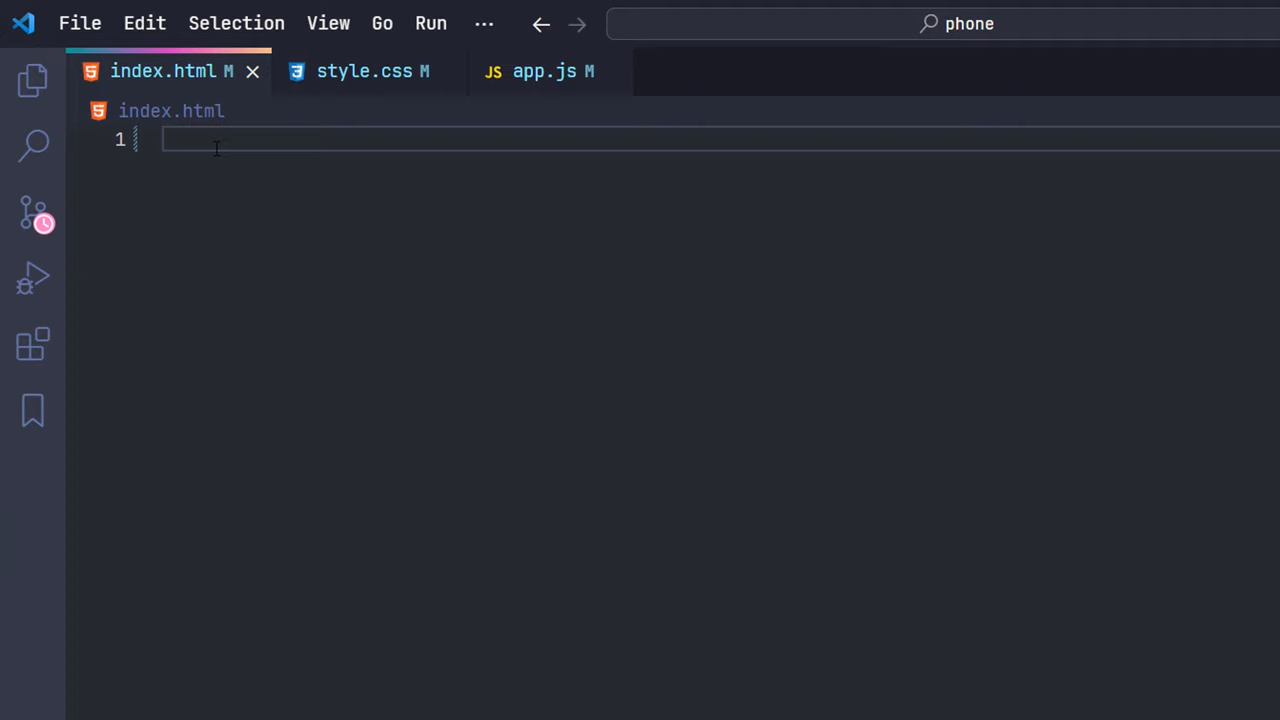 File Edit Selection View Go Run ... phone
index.html M style.css M JS app.js M
index.html
1